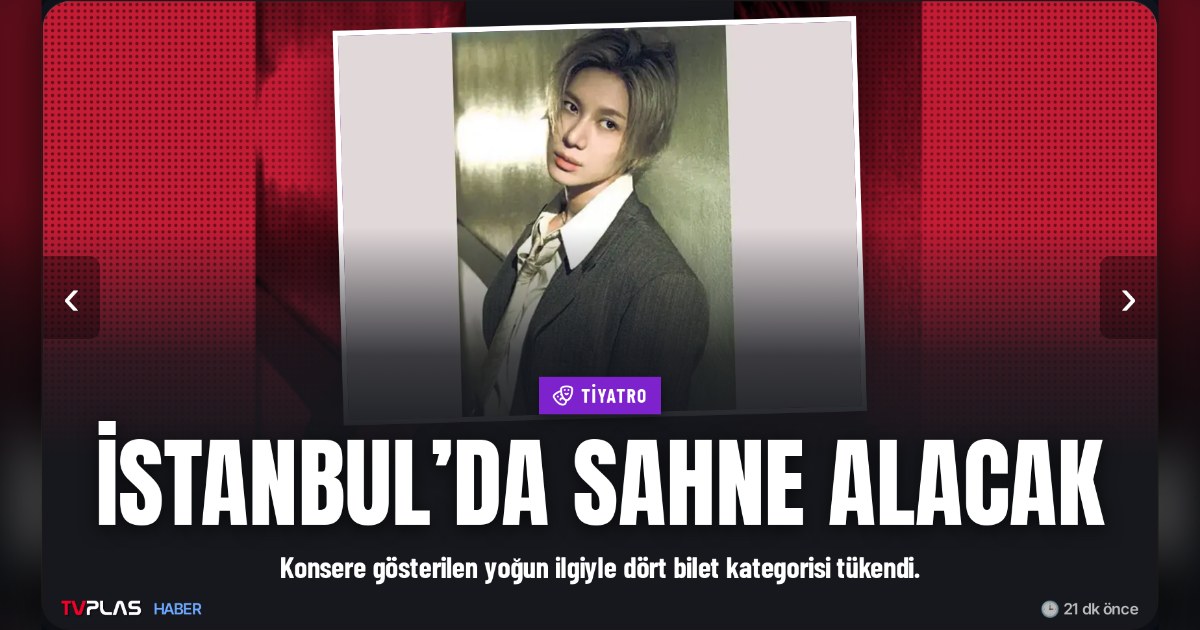 TİYATRO
İSTANBUL’DA SAHNE ALACAK
Konsere gösterilen yoğun ilgiyle dört bilet kategorisi tükendi.
TVPLAS HABER
21 dk önce